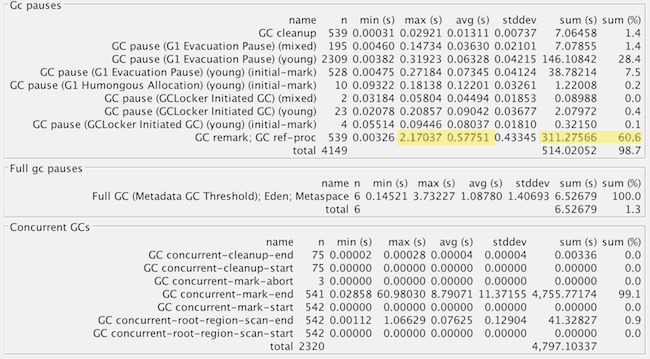 Gc pauses
name n min (s) max (s) avg (s) stddev sum (s) sum (%)
GC cleanup 539 0.00031 0.02921 0.01311 0.00737 7.06458 1.4
GC pause (G1 Evacuation Pause) (mixed) 195 0.00460 0.14734 0.03630 0.02101 7.07855 1.4
GC pause (G1 Evacuation Pause) (young) 2309 0.00382 0.31923 0.06328 0.04215 146.10842 28.4
GC pause (G1 Evacuation Pause) (young) (initial-mark) 528 0.00475 0.27184 0.07345 0.04124 38.78214 7.5
GC pause (G1 Humongous Allocation) (young) (initial-mark) 10 0.09322 0.18138 0.12201 0.03261 1.22008 0.2
GC pause (GCLocker Initiated GC) (mixed) 2 0.03184 0.05804 0.04494 0.01853 0.08988 0.0
GC pause (GCLocker Initiated GC) (young) 23 0.02078 0.20857 0.09042 0.03677 2.07972 0.4
GC pause (GCLocker Initiated GC) (young) (initial-mark) 4 0.05514 0.09446 0.08037 0.01810 0.32150 0.1
GC remark; GC ref-proc 539 0.00326 2.17037 0.57751 0.43345 311.27566 60.6
total 4149 514.02052 98.7
Full gc pauses
name n min (s) max (s) avg (s) stddev sum (s) sum (%)
Full GC (Metadata GC Threshold); Eden; Metaspace 6 0.14521 3.73227 1.08780 1.40693 6.52679 100.0
total 6 6.52679 1.3
Concurrent GCs
name n min (s) max (s) avg (s) stddev sum (s) sum (%)
GC concurrent-cleanup-end 75 0.00002 0.00028 0.00004 0.00004 0.00336 0.0
GC concurrent-cleanup-start 75 0.00000 0.00000 0.00000 0.00000 0.00000 0.0
GC concurrent-mark-abort 3 0.00000 0.00000 0.00000 0.00000 0.00000 0.0
GC concurrent-mark-end 541 0.02858 60.98030 8.79071 11.37155 4,755.77174 99.1
GC concurrent-mark-start 542 0.00000 0.00000 0.00000 0.00000 0.00000 0.0
GC concurrent-root-region-scan-end 542 0.00112 1.06629 0.07625 0.12904 41.32827 0.9
GC concurrent-root-region-scan-start 542 0.00000 0.00000 0.00000 0.00000 0.00000 0.0
total 2320 4,797.10337